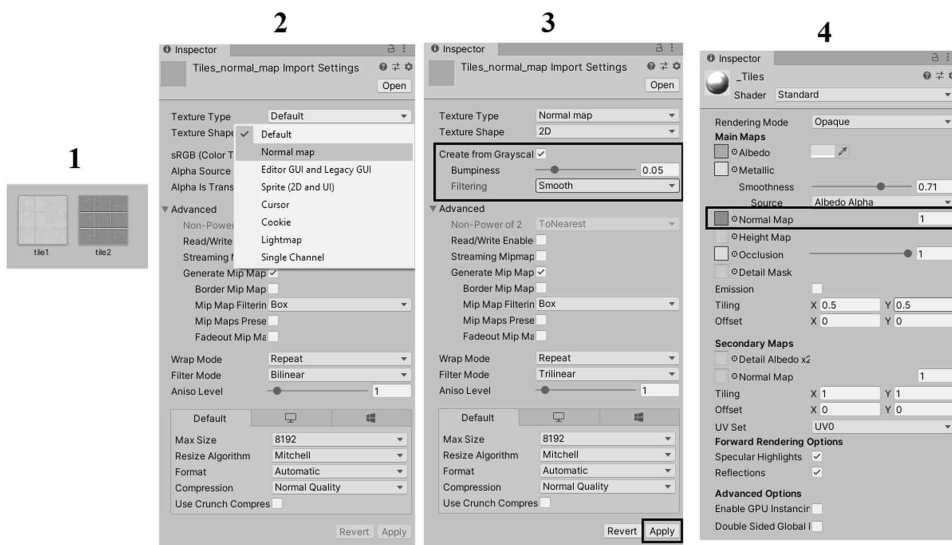 1
tile1 tile2
2
Inspector
Tiles_normal_map Import Settings
Open
Texture Type Default
Texture Shape
Default
Normal map
Editor GUI and Legacy GUI
Sprite (2D and UI)
Cursor
Cookie
Lightmap
Single Channel
sRGB (Color T
Alpha Source
Alpha Is Trans
Advanced
Non-Power
Read/Write
Streaming M
Generate Mip Map
Border Mip Map
Mip Map Filterin Box
Mip Maps Prese
Fadeout Mip Ma
Wrap Mode Repeat
Filter Mode Bilinear
Aniso Level 1
Default
Max Size 8192
Resize Algorithm Mitchell
Format Automatic
Compression Normal Quality
Use Crunch Compres
Revert Apply
3
Inspector
Tiles_normal_map Import Settings
Open
Texture Type Normal map
Texture Shape 2D
Create from Grayscal
Bumpiness 0.05
Filtering Smooth
Advanced
Non-Power of 2 ToNearest
Read/Write Enable
Streaming Mipmap
Generate Mip Map
Border Mip Map
Mip Map Filterin Box
Mip Maps Prese
Fadeout Mip Ma
Wrap Mode Repeat
Filter Mode Trilinear
Aniso Level 1
Default
Max Size 8192
Resize Algorithm Mitchell
Format Automatic
Compression Normal Quality
Use Crunch Compres
Revert Apply
4
Inspector
_Tiles
Shader Standard
Rendering Mode Opaque
Main Maps
Albedo
Metallic
Smoothness 0.71
Source Albedo Alpha
Normal Map 1
Height Map
Occlusion 1
Detail Mask
Emission
Tiling X 0.5 Y 0.5
Offset X 0 Y 0
Secondary Maps
Detail Albedo x2
Normal Map 1
Tiling X 1 Y 1
Offset X 0 Y 0
UV Set UV0
Forward Rendering Options
Specular Highlights
Reflections
Advanced Options
Enable GPU Instancir
Double Sided Global I